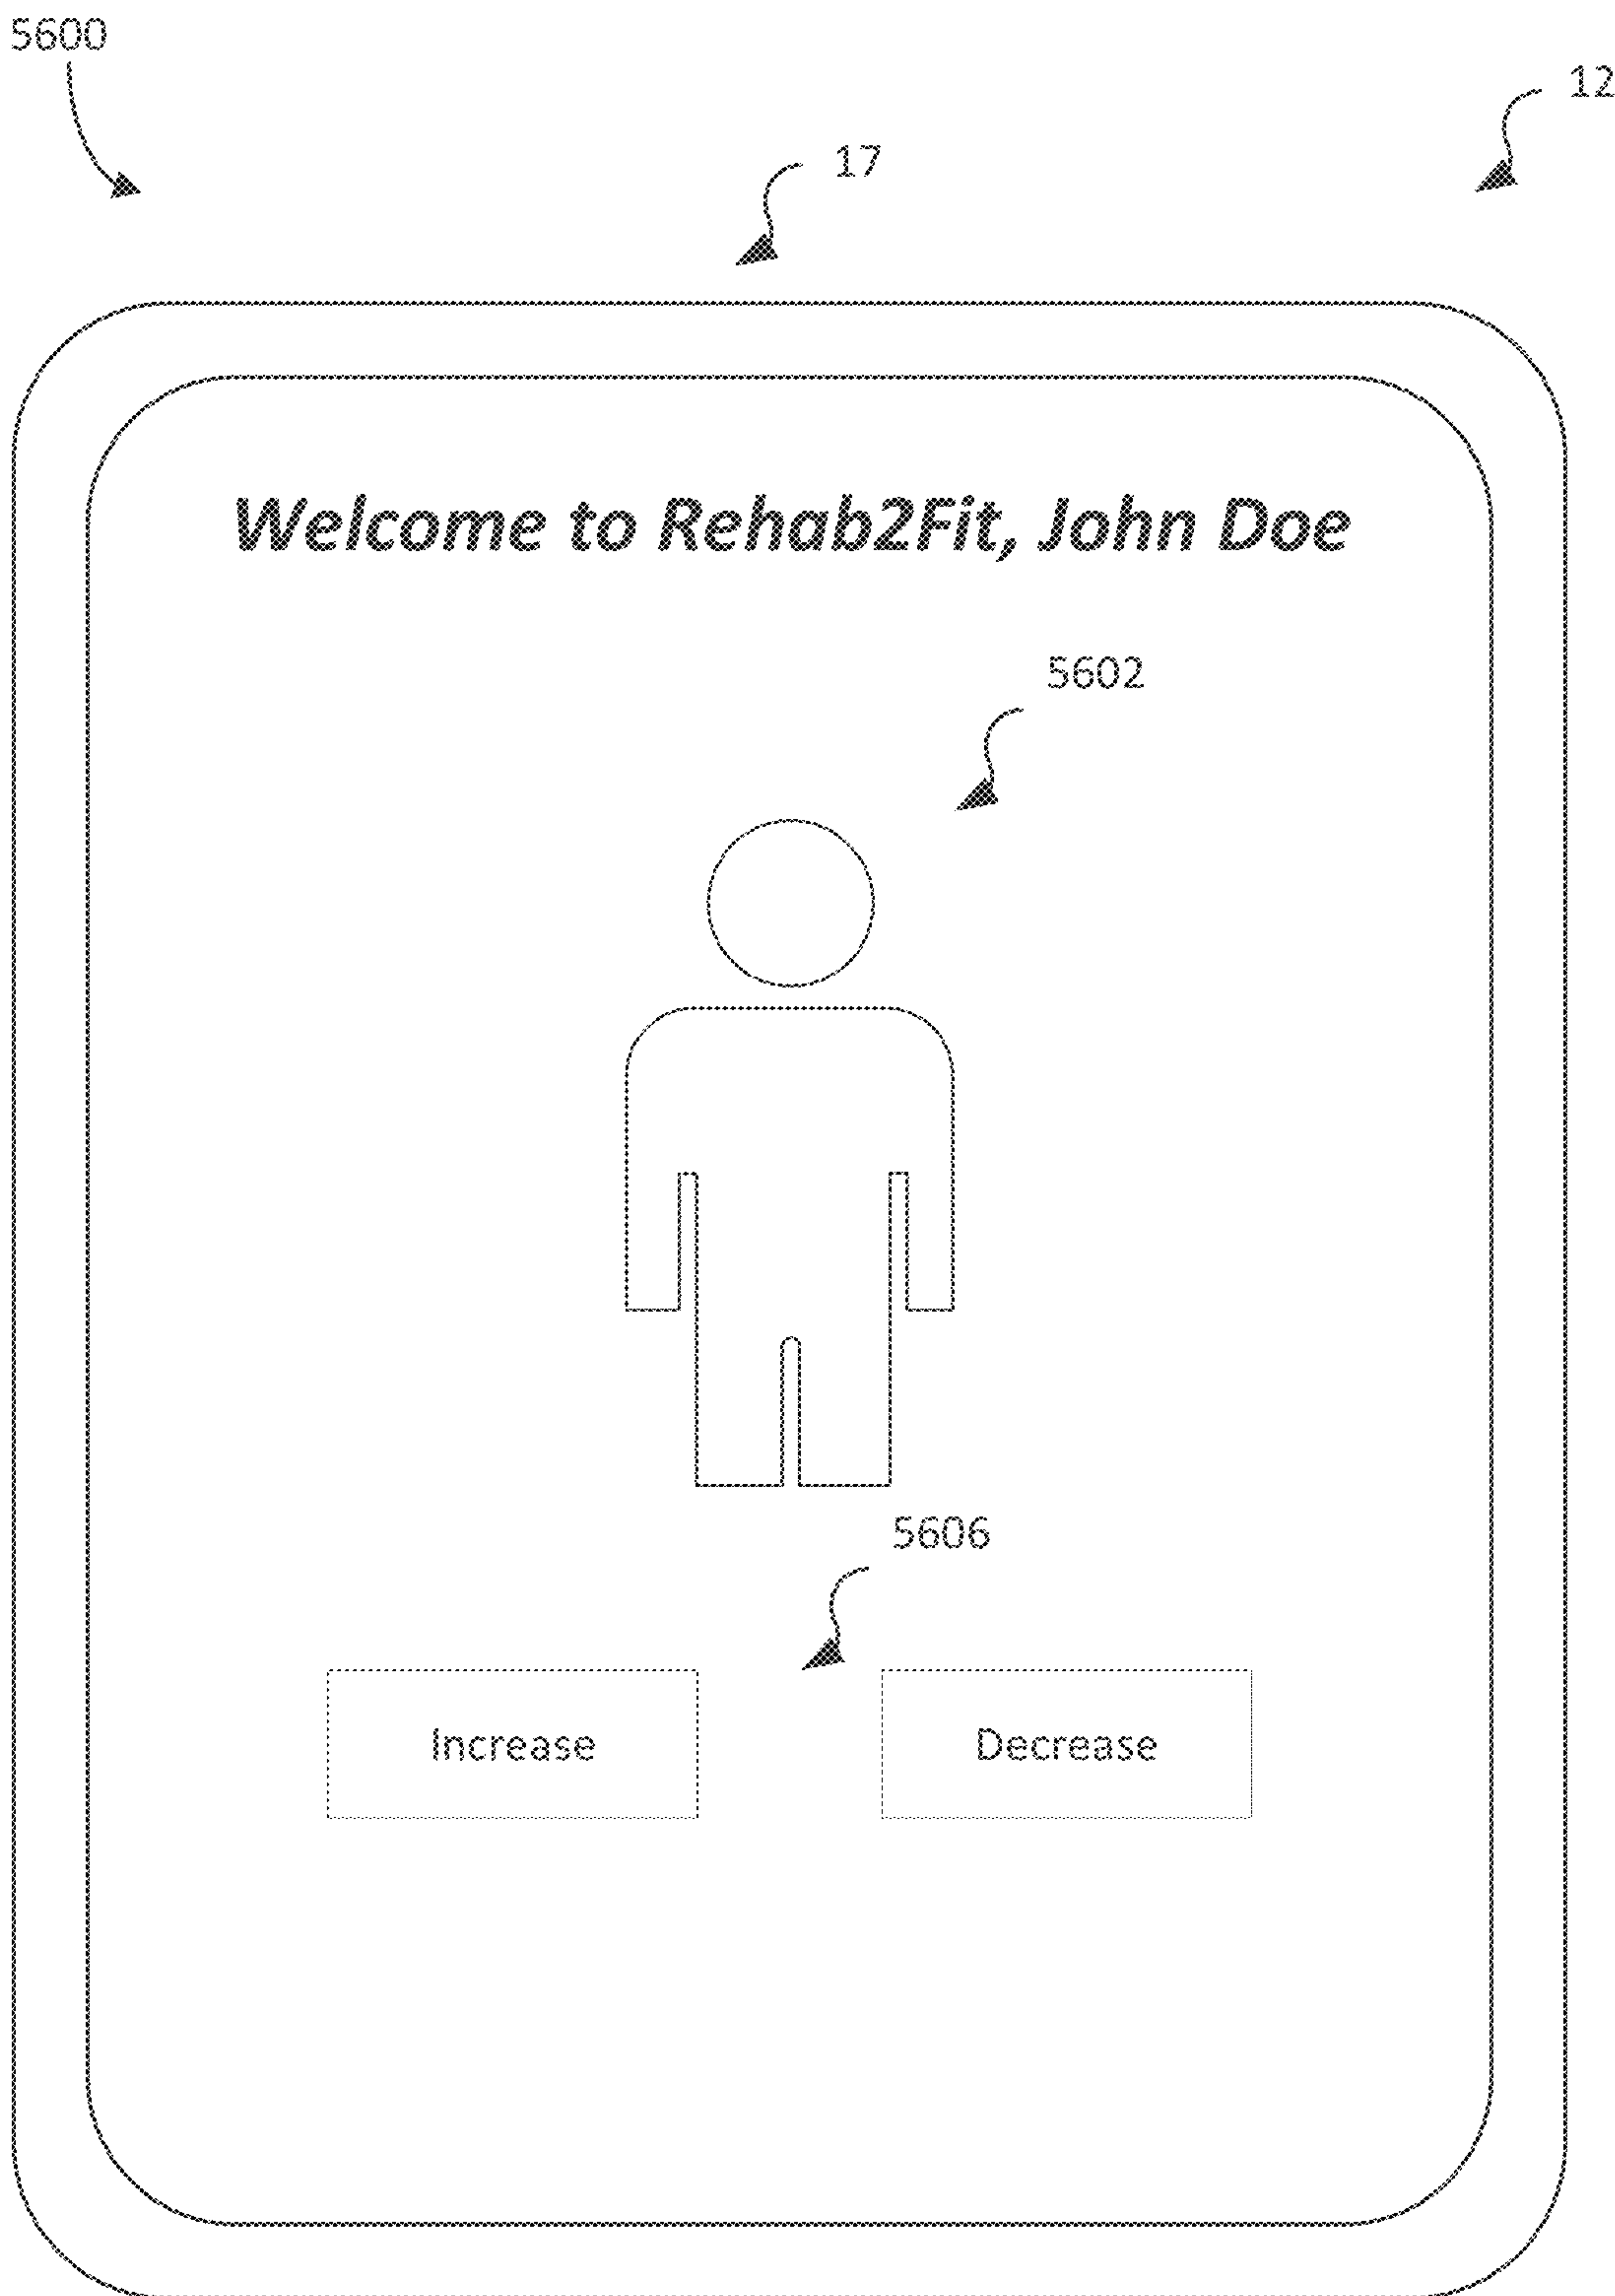 5600
12
17
Welcome to Rehab2Fit, John Doe
5602
5606
Increase
Decrease